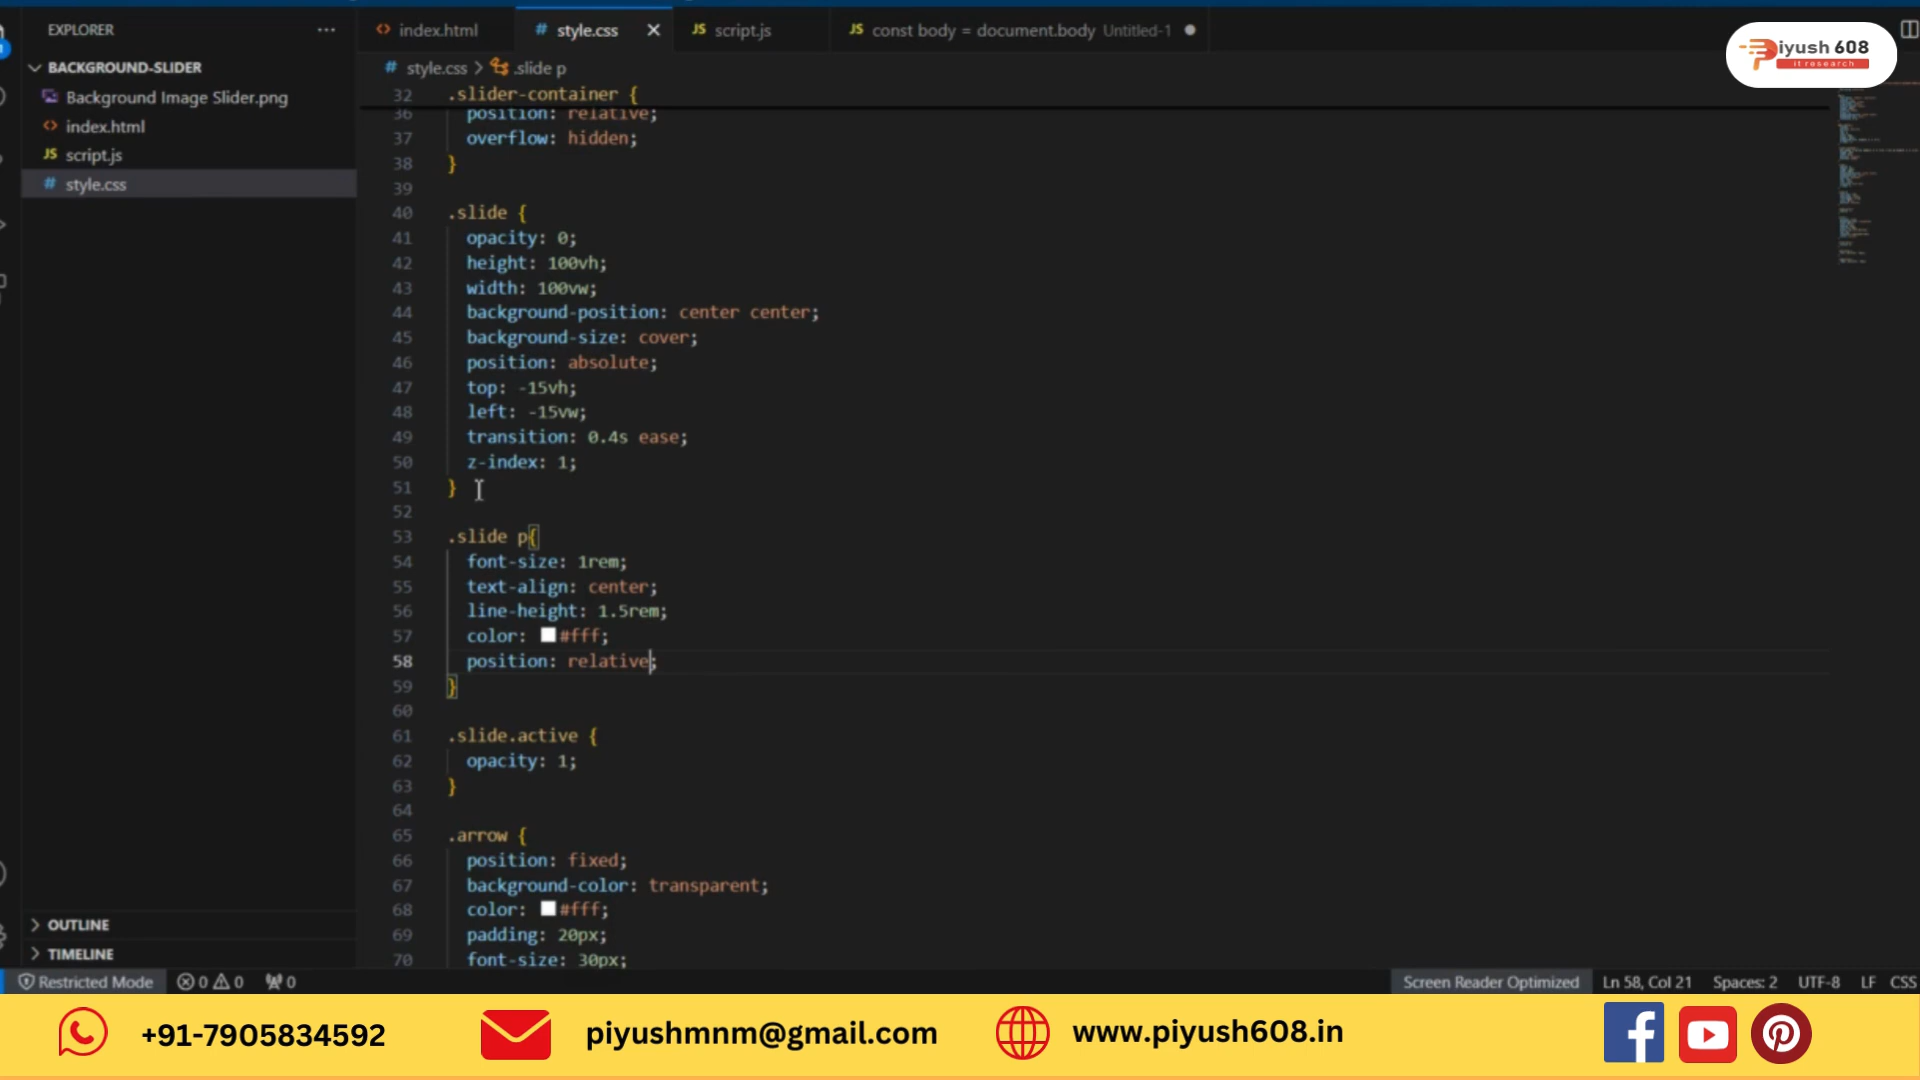 EXPLORER
BACKGROUND-SLIDER
Background Image Slider.png
index.html
JS script.js
# style.css
OUTLINE
TIMELINE
index.html # style.css JS script.js JS const body = document.body Untitled-1
Piyush 608
it research
# style.css > .slide p
32 .slider-container {
36 position: relative;
37 overflow: hidden;
38 }
39
40 .slide {
41 opacity: 0;
42 height: 100vh;
43 width: 100vw;
44 background-position: center center;
45 background-size: cover;
46 position: absolute;
47 top: -15vh;
48 left: -15vw;
49 transition: 0.4s ease;
50 z-index: 1;
51 }
52
53 .slide p{
54 font-size: 1rem;
55 text-align: center;
56 line-height: 1.5rem;
57 color: #fff;
58 position: relative;
59 }
60
61 .slide.active {
62 opacity: 1;
63 }
64
65 .arrow {
66 position: fixed;
67 background-color: transparent;
68 color: #fff;
69 padding: 20px;
70 font-size: 30px;
Restricted Mode 0 0 0 Screen Reader Optimized Ln 58, Col 21 Spaces: 2 UTF-8 LF CSS
+91-7905834592 piyushmnm@gmail.com www.piyush608.in